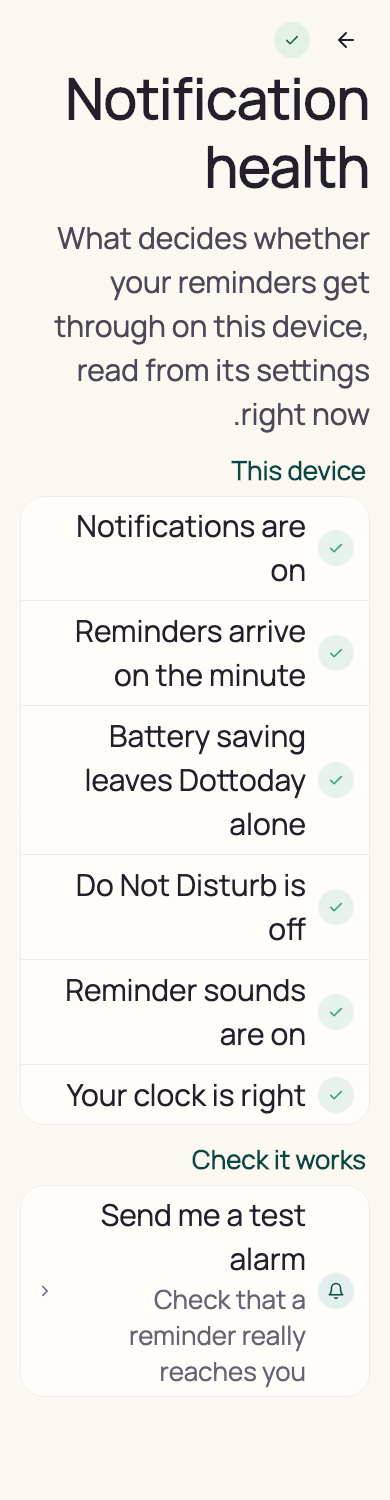 Notification
health
What decides whether
your reminders get
through on this device,
read from its settings
.right now
This device
Notifications are
on
Reminders arrive
on the minute
Battery saving
leaves Dottoday
alone
Do Not Disturb is
off
Reminder sounds
are on
Your clock is right
Check it works
Send me a test
alarm
Check that a
reminder really
reaches you